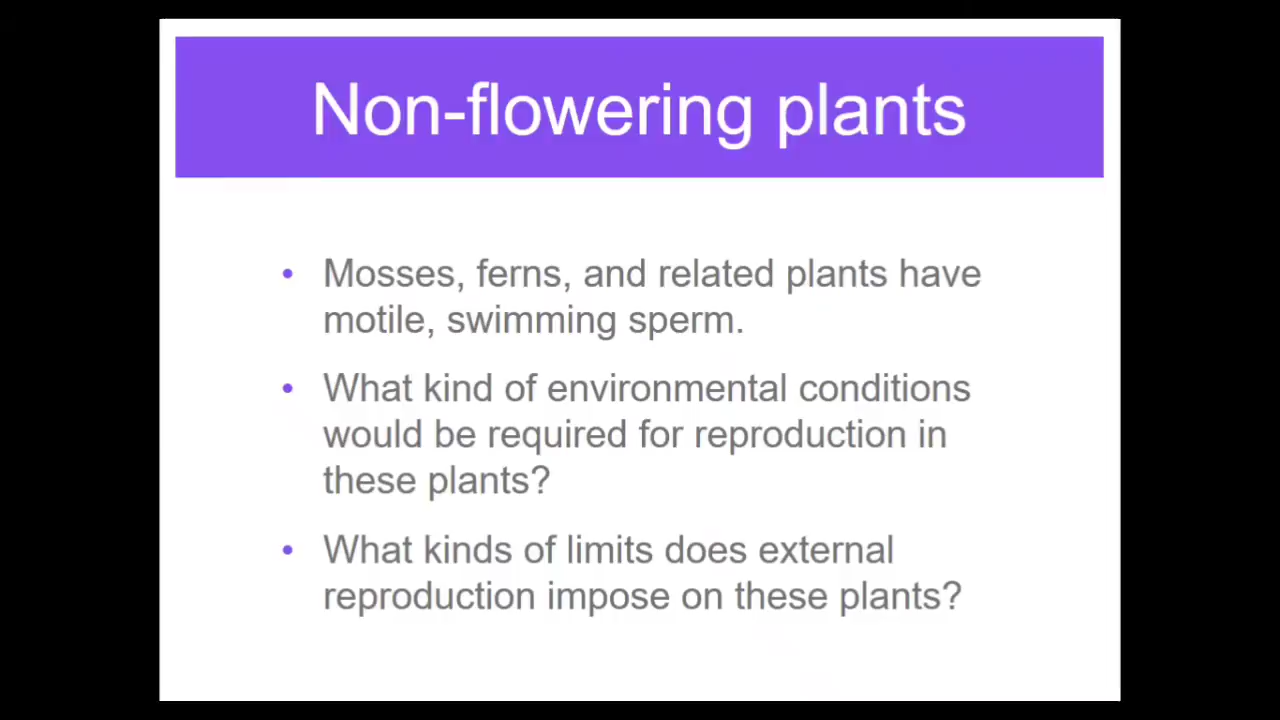 Non-flowering plants
• Mosses, ferns, and related plants have
motile, swimming sperm.
• What kind of environmental conditions
would be required for reproduction in
these plants?
• What kinds of limits does external
reproduction impose on these plants?